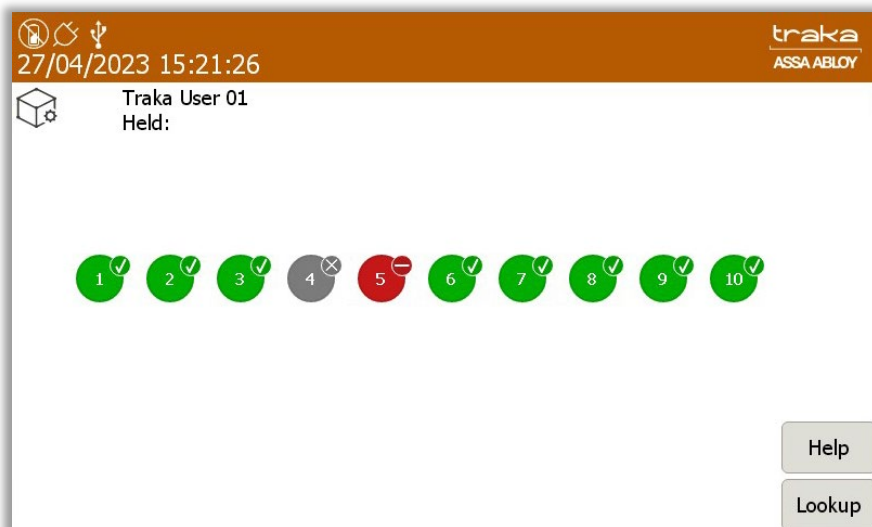 traka
27/04/2023 15:21:26
ASSA ABLOY
Traka User 01
Held:
1 2 3 4 5 6 7 8 9 10
Help
Lookup